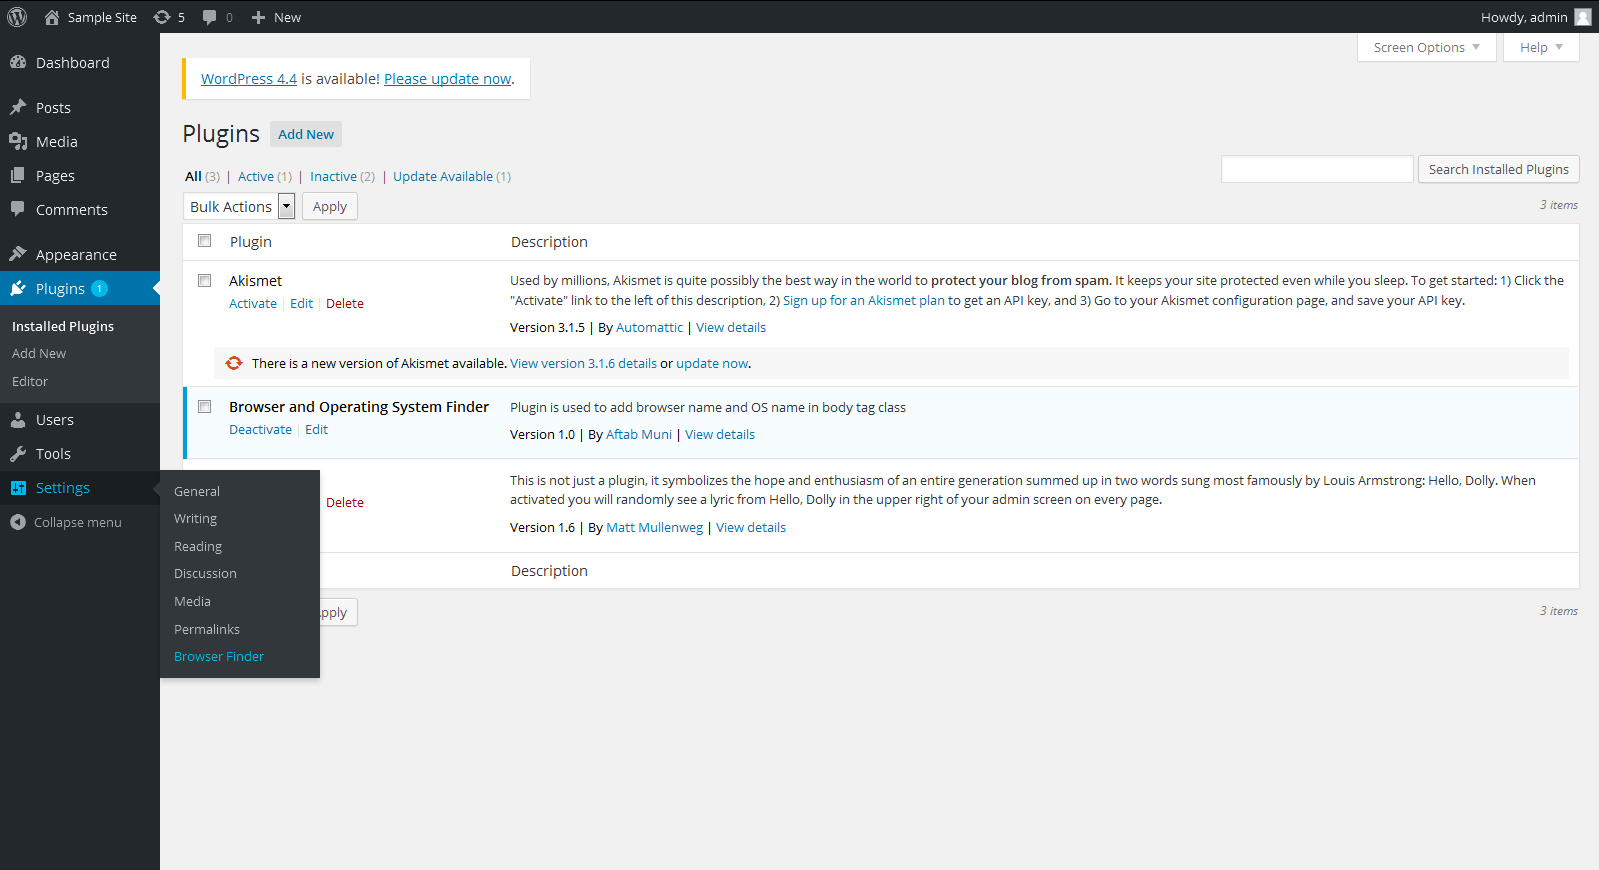 Sample Site 5 0 New Howdy, admin
Screen Options Help
Dashboard
Posts
Media
Pages
Comments
Appearance
Plugins 1
Installed Plugins
Add New
Editor
Users
Tools
Settings
Collapse menu
General
Writing
Reading
Discussion
Media
Permalinks
Browser Finder
WordPress 4.4 is available! Please update now.
Plugins Add New
All (3) | Active (1) | Inactive (2) | Update Available (1)
Search Installed Plugins
Bulk Actions Apply
3 items
Plugin Description
Akismet
Activate | Edit | Delete
Used by millions, Akismet is quite possibly the best way in the world to protect your blog from spam. It keeps your site protected even while you sleep. To get started: 1) Click the
"Activate" link to the left of this description, 2) Sign up for an Akismet plan to get an API key, and 3) Go to your Akismet configuration page, and save your API key.
Version 3.1.5 | By Automattic | View details
There is a new version of Akismet available. View version 3.1.6 details or update now.
Browser and Operating System Finder
Deactivate | Edit
Plugin is used to add browser name and OS name in body tag class
Version 1.0 | By Aftab Muni | View details
Delete
This is not just a plugin, it symbolizes the hope and enthusiasm of an entire generation summed up in two words sung most famously by Louis Armstrong: Hello, Dolly. When
activated you will randomly see a lyric from Hello, Dolly in the upper right of your admin screen on every page.
Version 1.6 | By Matt Mullenweg | View details
Description
pply
3 items